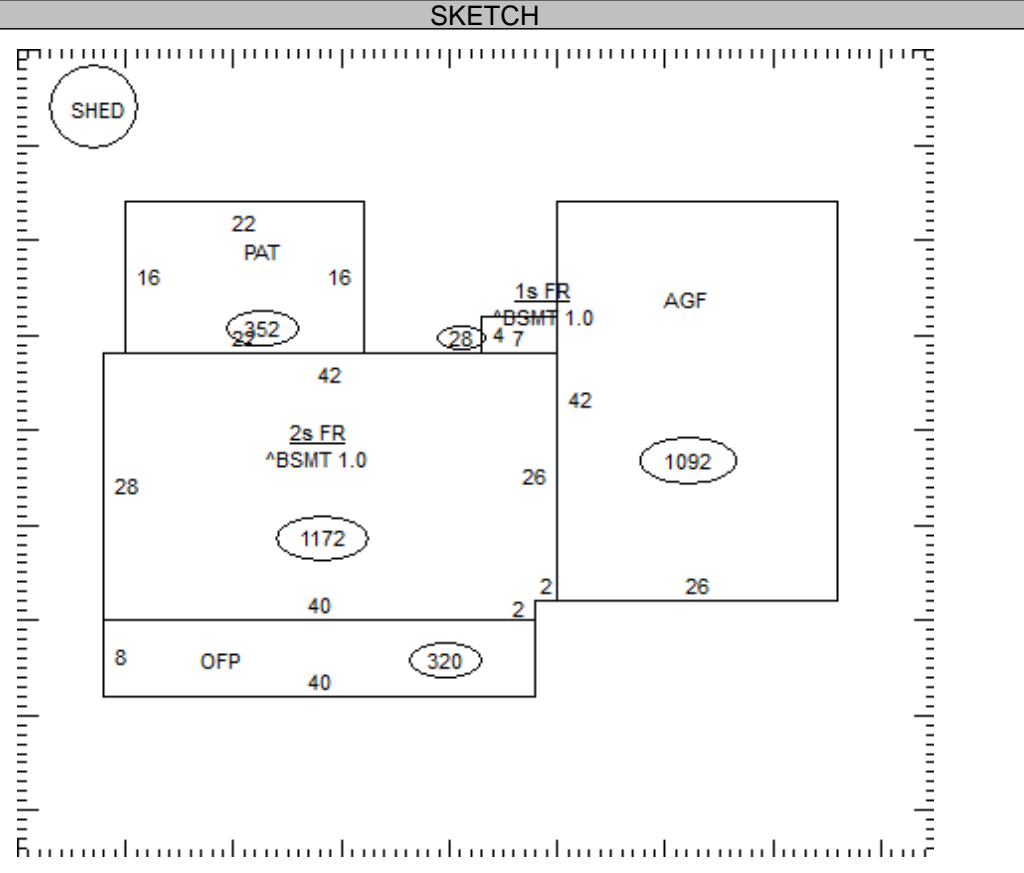 SKETCH
SHED
22
PAT
16 16
352
22
1s FR
^BSMT 1.0
28 4 7
AGF
42
42
2s FR
^BSMT 1.0
28
26
1172
1092
2 26
40 2
8 OFP 320
40